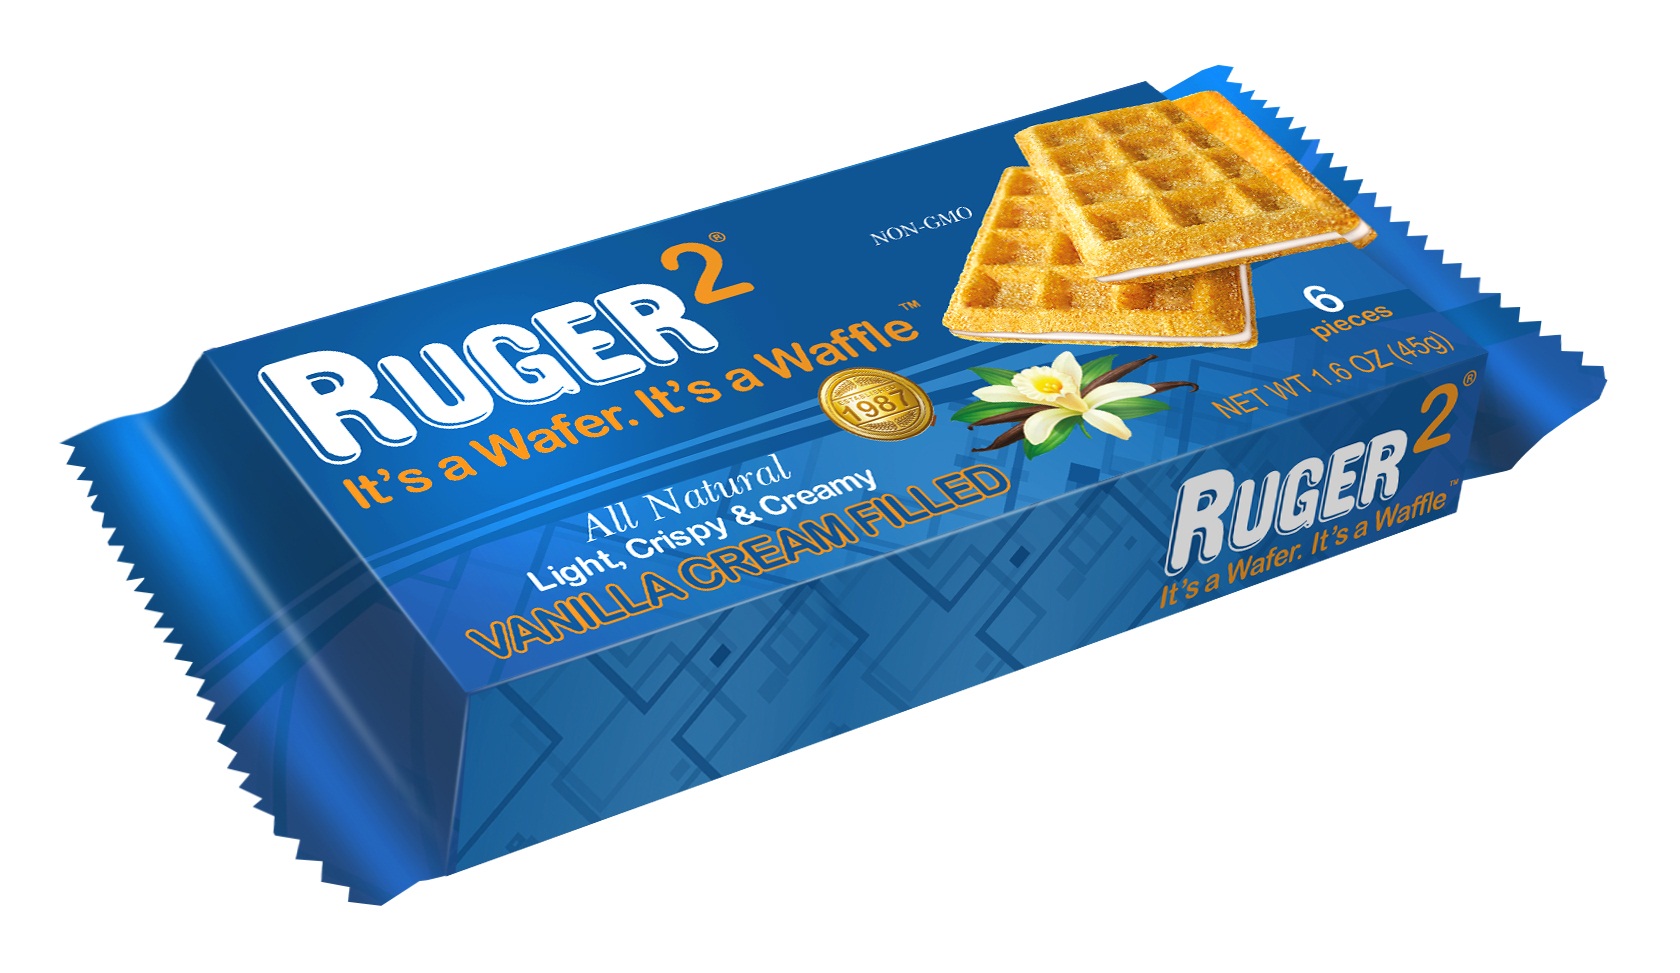 RUGER2®
It's a Wafer. It's a Waffle™
NON-GMO
ESTABLISHED
1987
All Natural
Light, Crispy & Creamy
VANILLA CREAM FILLED
6
pieces
NET WT 1.6 OZ (45g)
RUGER2®
It's a Wafer. It's a Waffle™